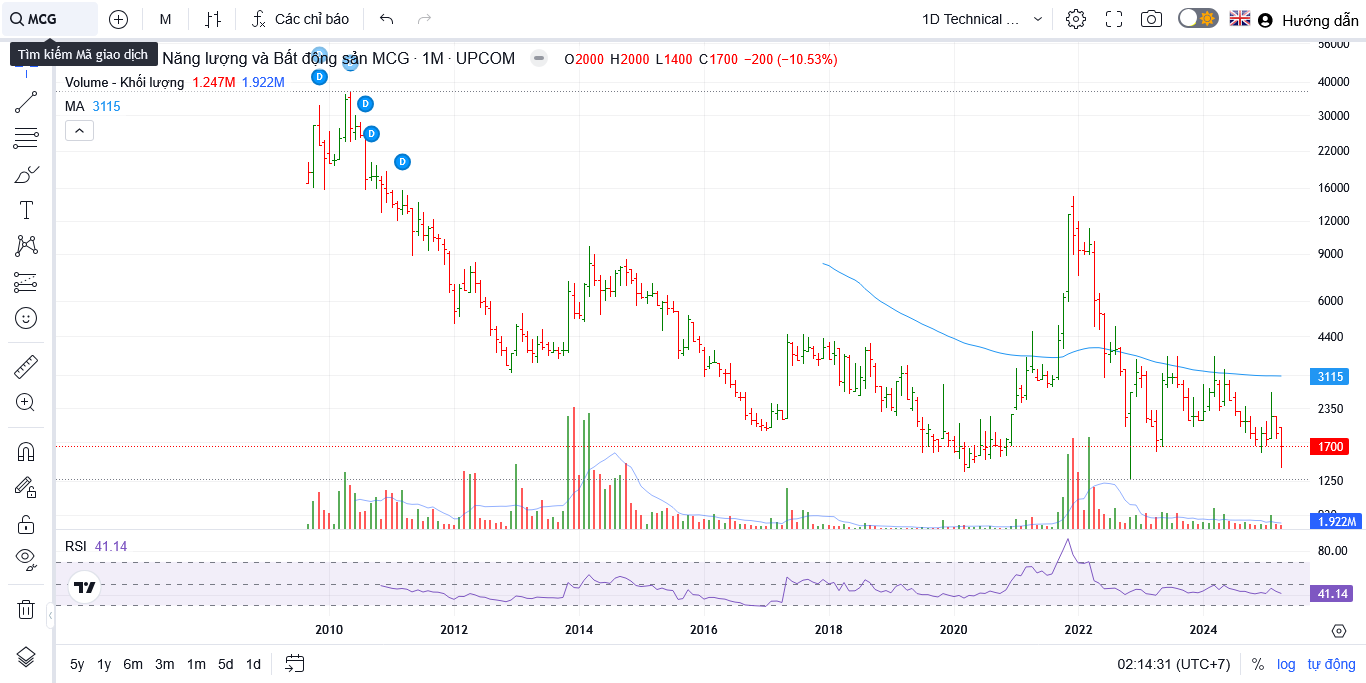 MCG
M
Các chỉ báo
1D Technical ...
Hướng dẫn
Tìm kiếm Mã giao dịch
Năng lượng và Bất động sản MCG · 1M · UPCOM
O2000 H2000 L1400 C1700 −200 (−10.53%)
Volume - Khối lượng 1.247M 1.922M
MA 3115
D
D
D
D
56000
40000
30000
22000
16000
12000
9000
6000
4400
3115
2350
1700
1250
1.922M
RSI 41.14
80.00
41.14
2010 2012 2014 2016 2018 2020 2022 2024
5y 1y 6m 3m 1m 5d 1d
02:14:31 (UTC+7)
% log tự động